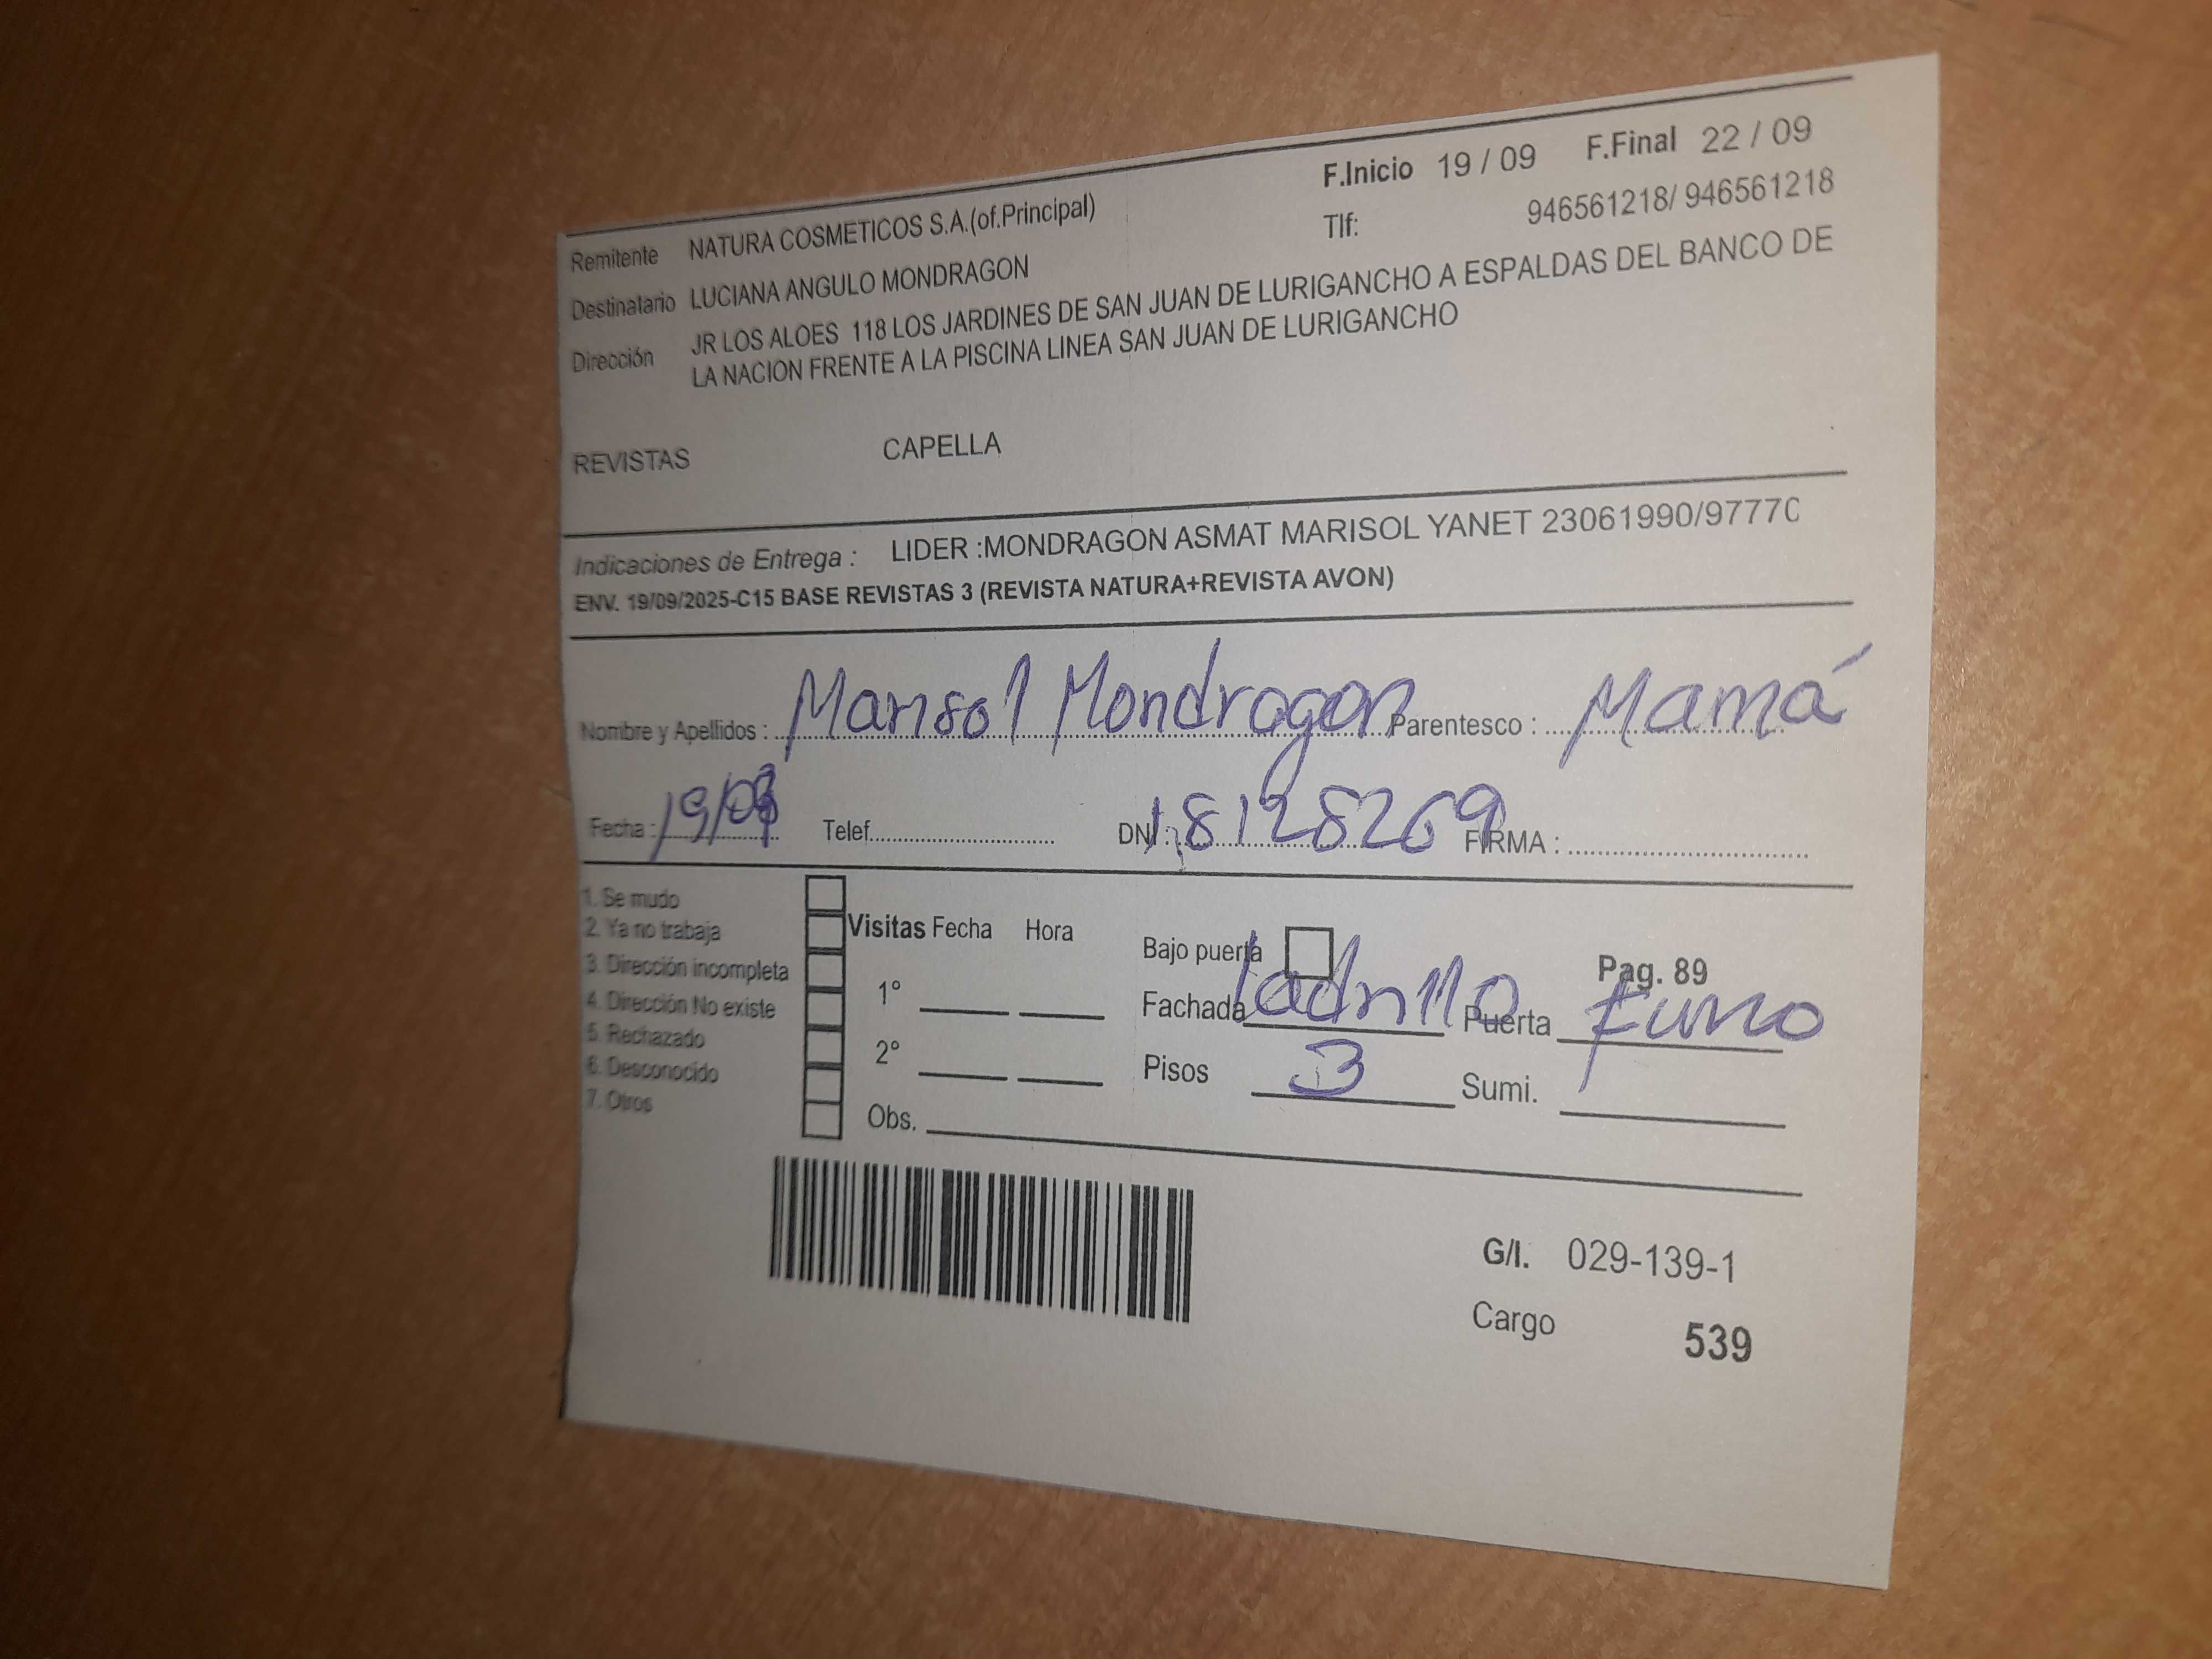 F.Inicio 19 / 09 F.Final 22 / 09
Remitente NATURA COSMETICOS S.A.(of.Principal) Tlf: 946561218/ 946561218
Destinatario LUCIANA ANGULO MONDRAGON
Dirección JR LOS ALOES 118 LOS JARDINES DE SAN JUAN DE LURIGANCHO A ESPALDAS DEL BANCO DE
LA NACION FRENTE A LA PISCINA LINEA SAN JUAN DE LURIGANCHO
REVISTAS CAPELLA
Indicaciones de Entrega : LIDER :MONDRAGON ASMAT MARISOL YANET 23061990/9777
ENV. 19/09/2025-C15 BASE REVISTAS 3 (REVISTA NATURA+REVISTA AVON)
Nombre y Apellidos : Marisol Mondragon Parentesco : Mamá
Fecha : 19/09 Telef. DNI : 18128269 FIRMA :
1. Se mudo
2. Ya no trabaja
3. Dirección incompleta
4. Dirección No existe
5. Rechazado
6. Desconocido
7. Otros
Visitas Fecha Hora
1°
2°
Obs.
Bajo puerta Pag. 89
Fachada ladrillo Puerta
Pisos 3 Sumi.
G/I. 029-139-1
Cargo 539